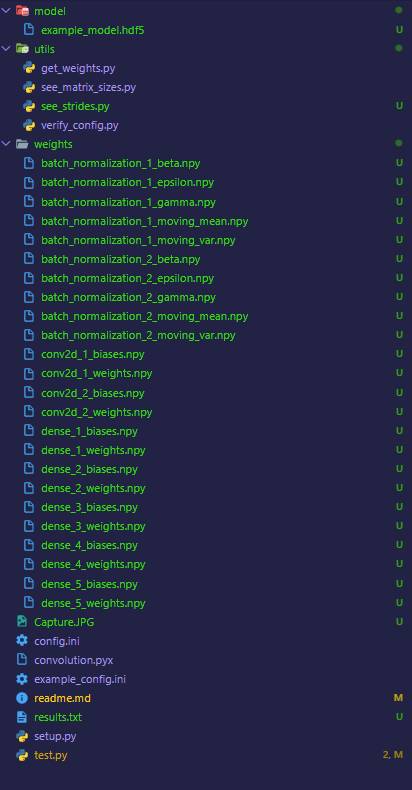 model
example_model.hdf5 U
utils
get_weights.py
see_matrix_sizes.py
see_strides.py U
verify_config.py
weights
batch_normalization_1_beta.npy U
batch_normalization_1_epsilon.npy U
batch_normalization_1_gamma.npy U
batch_normalization_1_moving_mean.npy U
batch_normalization_1_moving_var.npy U
batch_normalization_2_beta.npy U
batch_normalization_2_epsilon.npy U
batch_normalization_2_gamma.npy U
batch_normalization_2_moving_mean.npy U
batch_normalization_2_moving_var.npy U
conv2d_1_biases.npy U
conv2d_1_weights.npy U
conv2d_2_biases.npy U
conv2d_2_weights.npy U
dense_1_biases.npy U
dense_1_weights.npy U
dense_2_biases.npy U
dense_2_weights.npy U
dense_3_biases.npy U
dense_3_weights.npy U
dense_4_biases.npy U
dense_4_weights.npy U
dense_5_biases.npy U
dense_5_weights.npy U
Capture.JPG U
config.ini
convolution.pyx
example_config.ini
readme.md M
results.txt U
setup.py
test.py 2, M